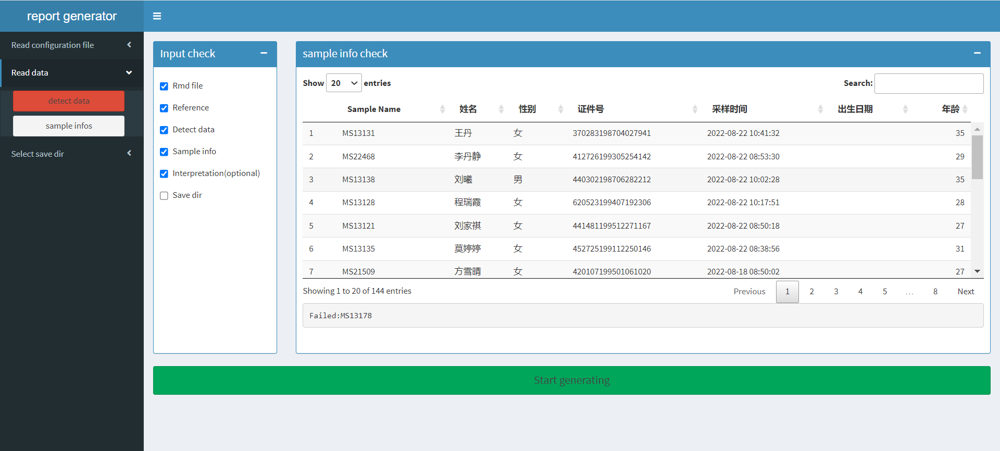 report generator
Read configuration file
Read data
detect data
sample infos
Select save dir
Input check
Rmd file
Reference
Detect data
Sample info
Interpretation(optional)
Save dir
sample info check
Show 20 entries
Search:
Sample Name 姓名 性别 证件号 采样时间 出生日期 年龄
1 MS13131 王丹 女 370283198704027941 2022-08-22 10:41:32 35
2 MS22468 李丹静 女 412726199305254142 2022-08-22 08:53:30 29
3 MS13138 刘曦 男 440302198706282212 2022-08-22 10:02:28 35
4 MS13128 程瑞霞 女 620523199407192306 2022-08-22 10:17:51 28
5 MS13121 刘家祺 女 441481199512271167 2022-08-22 08:50:18 27
6 MS13135 莫婷婷 女 452725199112250146 2022-08-22 08:38:56 31
7 MS21509 方雪晴 女 420107199501061020 2022-08-18 08:50:02 27
Showing 1 to 20 of 144 entries
Previous 1 2 3 4 5 … 8 Next
Failed:MS13178
Start generating